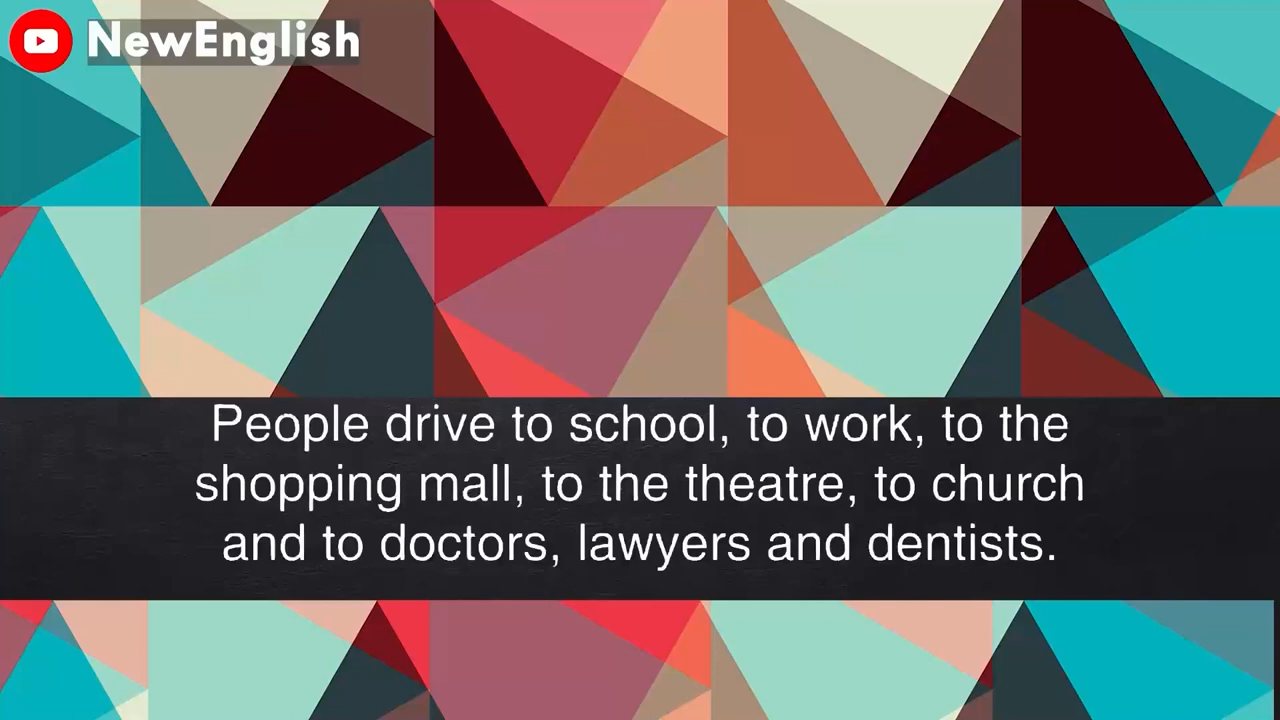 NewEnglish
People drive to school, to work, to the
shopping mall, to the theatre, to church
and to doctors, lawyers and dentists.